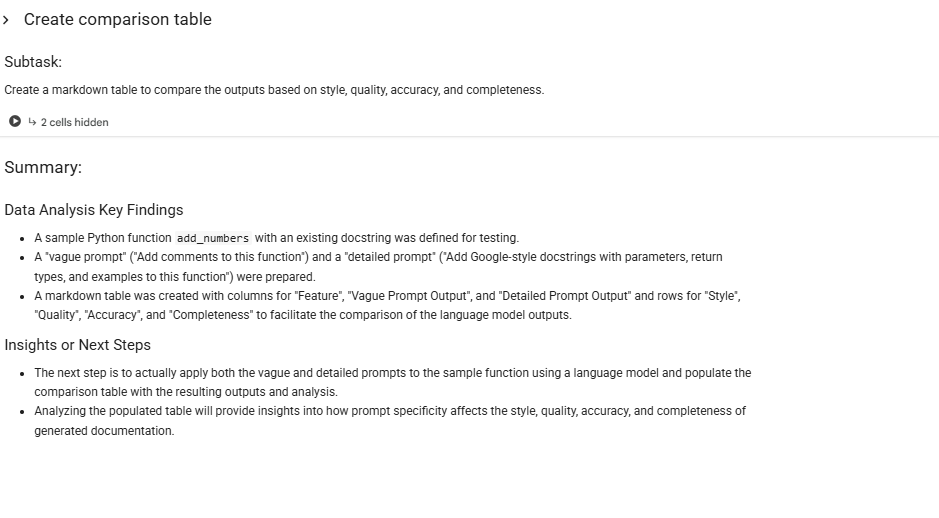 Create comparison table
Subtask:
Create a markdown table to compare the outputs based on style, quality, accuracy, and completeness.
↳ 2 cells hidden
Summary:
Data Analysis Key Findings
• A sample Python function add_numbers with an existing docstring was defined for testing.
• A "vague prompt" ("Add comments to this function") and a "detailed prompt" ("Add Google-style docstrings with parameters, return
types, and examples to this function") were prepared.
• A markdown table was created with columns for "Feature", "Vague Prompt Output", and "Detailed Prompt Output" and rows for "Style",
"Quality", "Accuracy", and "Completeness" to facilitate the comparison of the language model outputs.
Insights or Next Steps
• The next step is to actually apply both the vague and detailed prompts to the sample function using a language model and populate the
comparison table with the resulting outputs and analysis.
• Analyzing the populated table will provide insights into how prompt specificity affects the style, quality, accuracy, and completeness of
generated documentation.